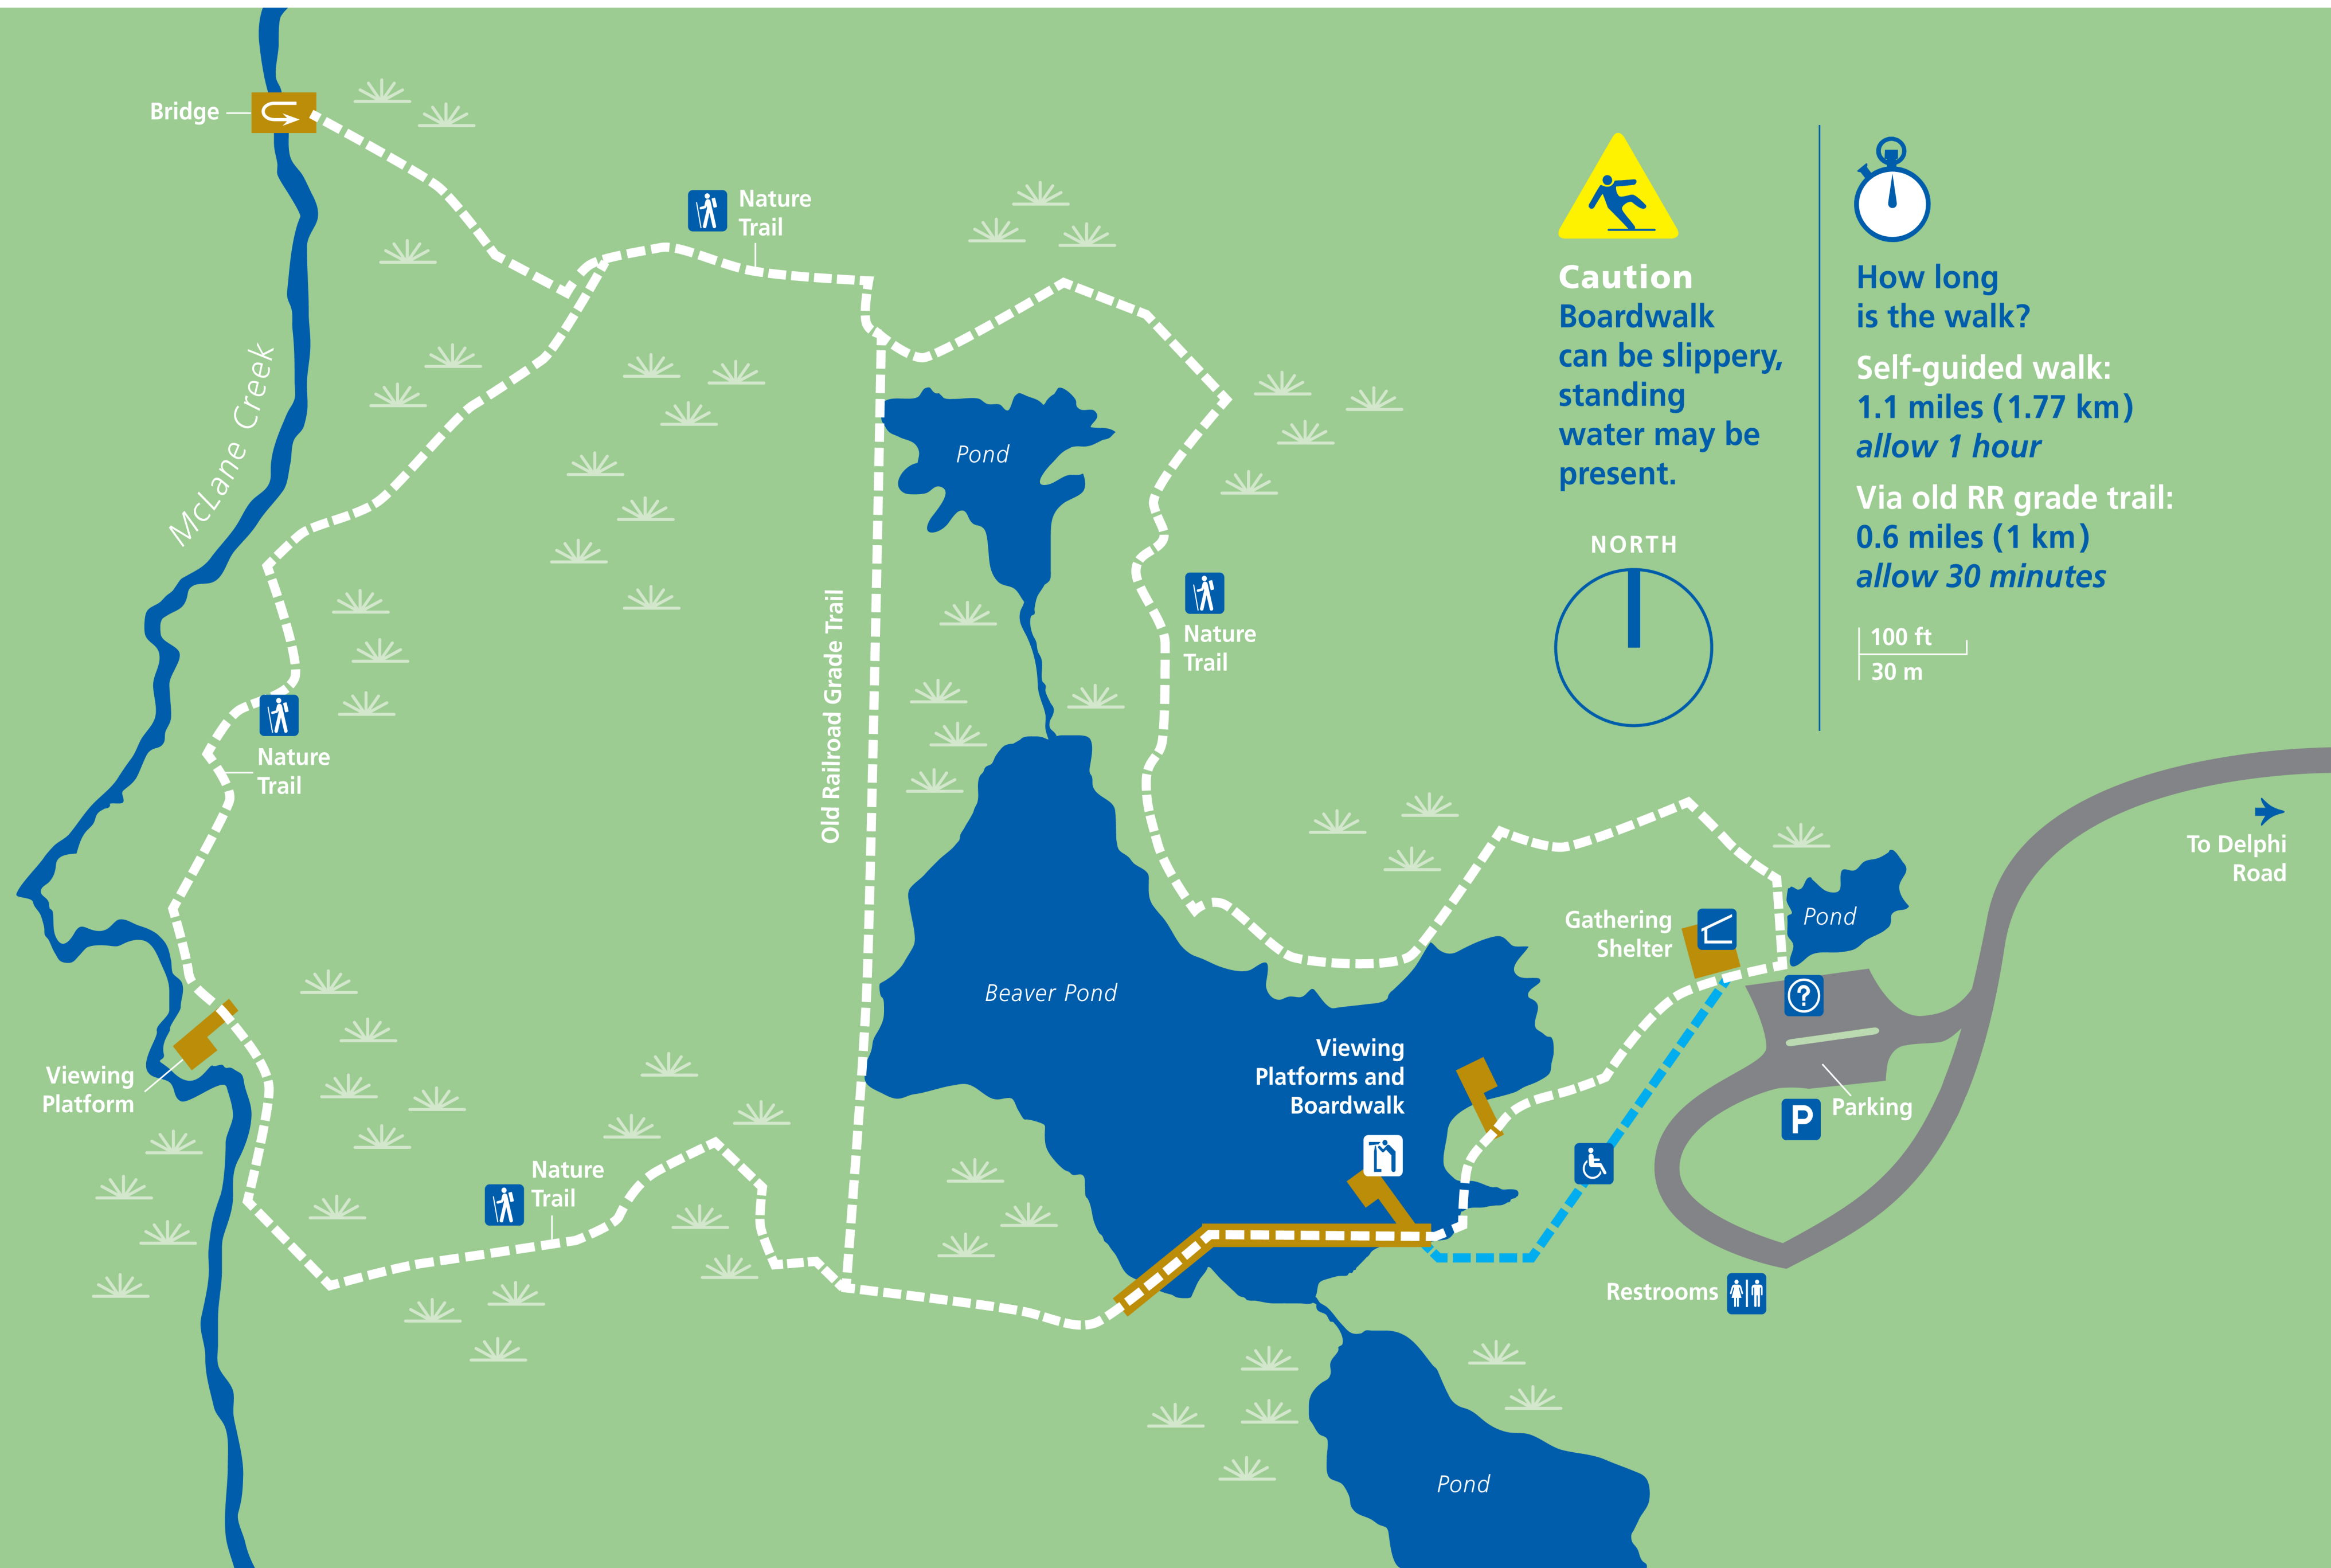 Bridge
Nature
Trail
McLane Creek
Caution
Boardwalk
can be slippery,
standing
water may be
present.
NORTH
How long
is the walk?
Self-guided walk:
1.1 miles (1.77 km)
allow 1 hour
Via old RR grade trail:
0.6 miles (1 km)
allow 30 minutes
100 ft
30 m
Pond
Old Railroad Grade Trail
Nature
Trail
Nature
Trail
To Delphi
Road
Gathering
Shelter
Pond
?
Beaver Pond
Viewing
Platforms and
Boardwalk
Viewing
Platform
P
Parking
Nature
Trail
Restrooms
Pond